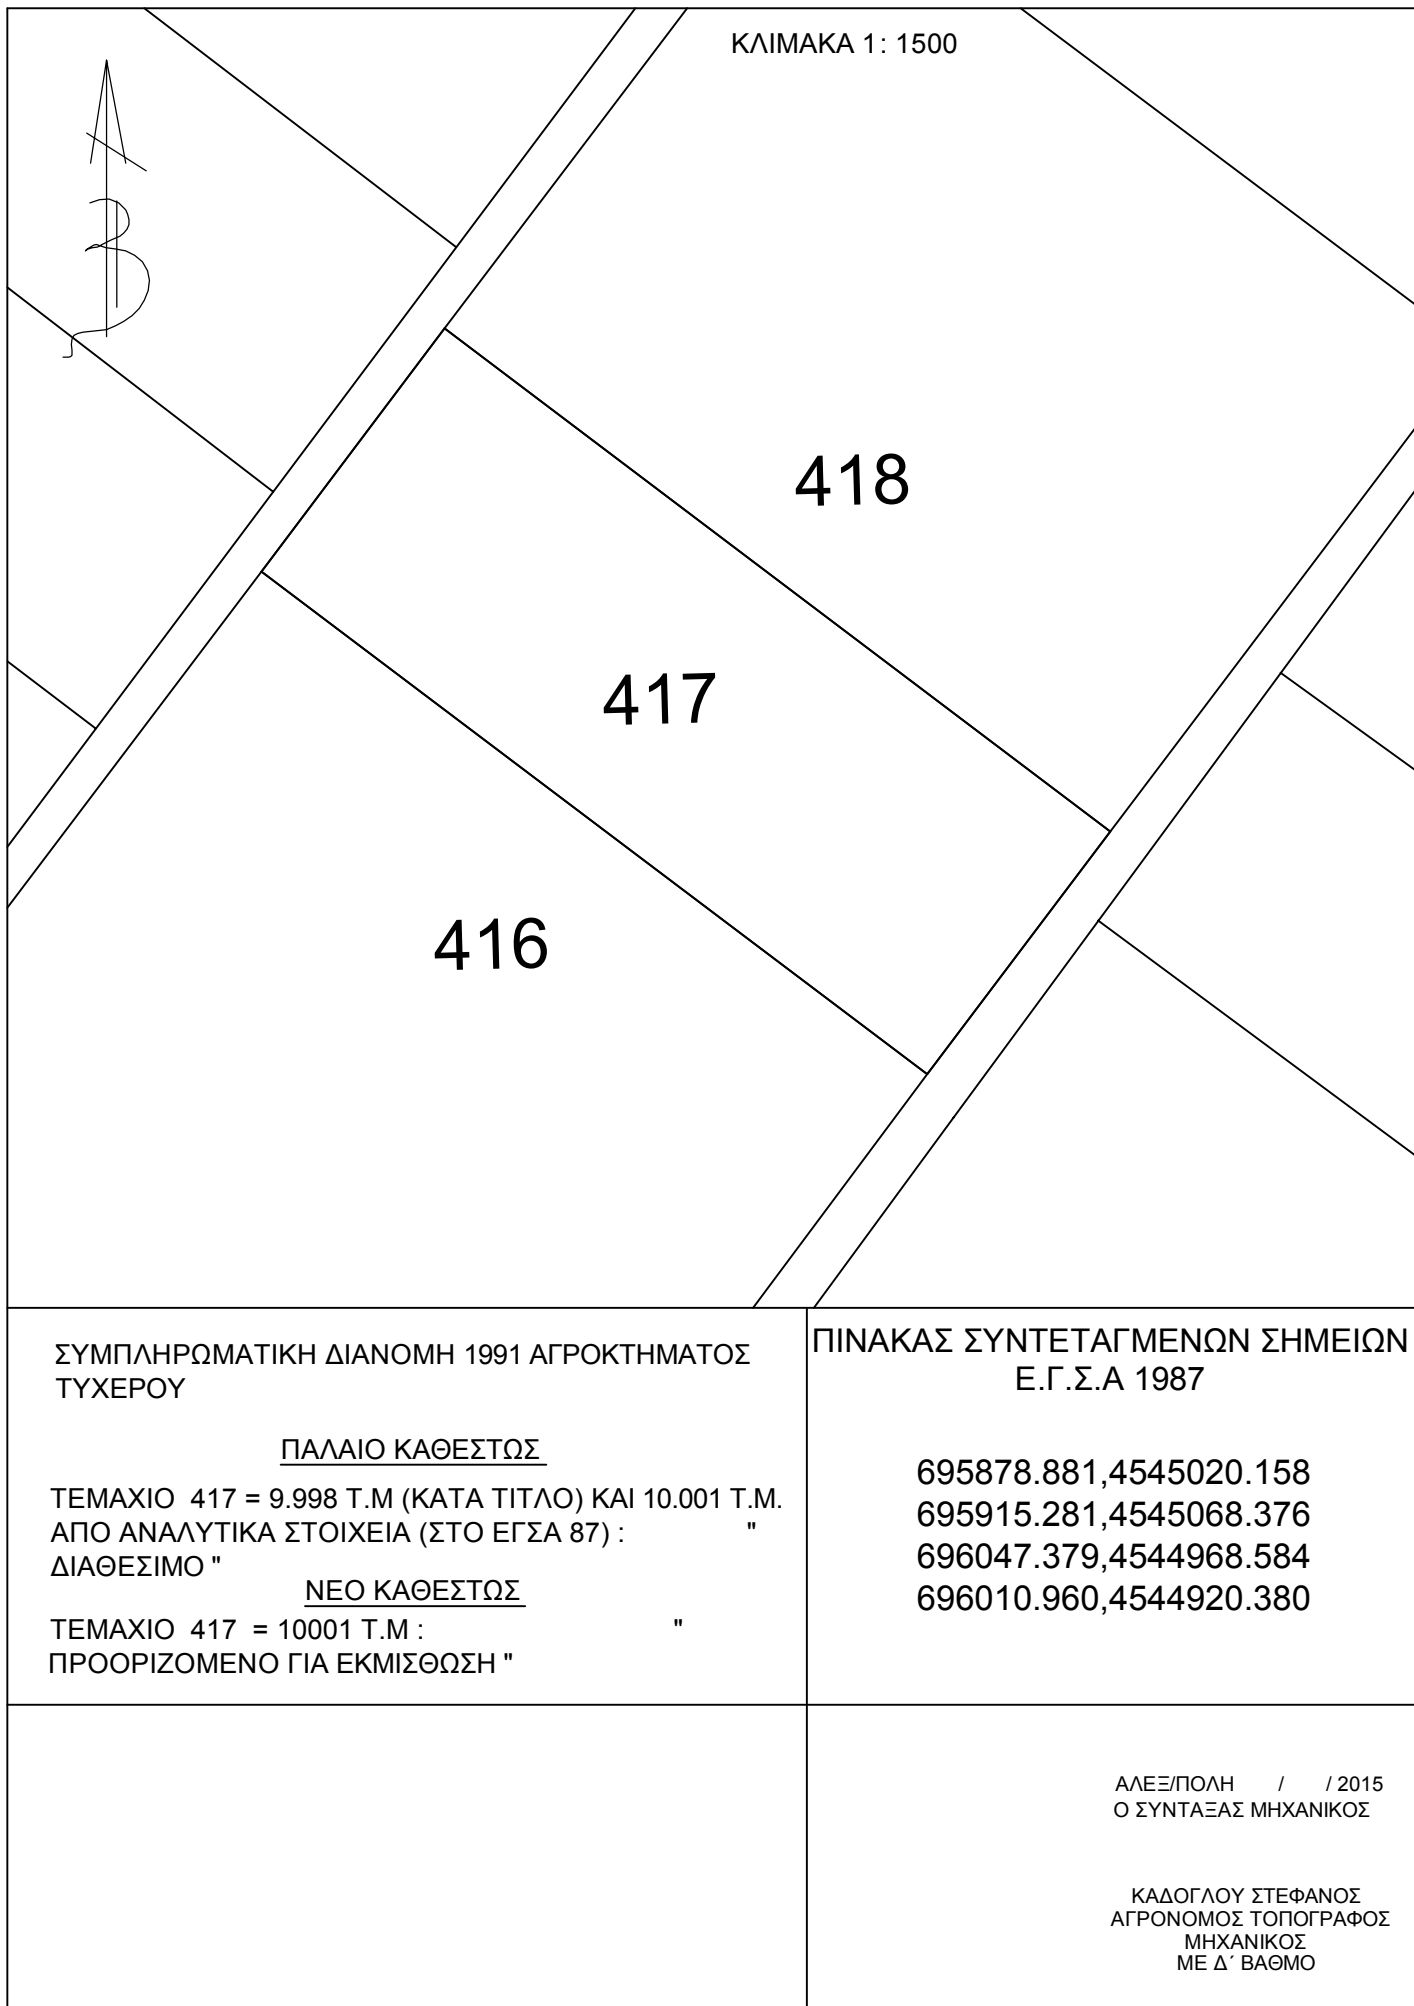 ΚΛΙΜΑΚΑ 1: 1500
418
417
416
ΣΥΜΠΛΗΡΩΜΑΤΙΚΗ ΔΙΑΝΟΜΗ 1991 ΑΓΡΟΚΤΗΜΑΤΟΣ
ΤΥΧΕΡΟΥ
ΠΑΛΑΙΟ ΚΑΘΕΣΤΩΣ
ΤΕΜΑΧΙΟ 417 = 9.998 Τ.Μ (ΚΑΤΑ ΤΙΤΛΟ) ΚΑΙ 10.001 Τ.Μ.
ΑΠΟ ΑΝΑΛΥΤΙΚΑ ΣΤΟΙΧΕΙΑ (ΣΤΟ ΕΓΣΑ 87) : "
ΔΙΑΘΕΣΙΜΟ "
ΝΕΟ ΚΑΘΕΣΤΩΣ
ΤΕΜΑΧΙΟ 417 = 10001 Τ.Μ : "
ΠΡΟΟΡΙΖΟΜΕΝΟ ΓΙΑ ΕΚΜΙΣΘΩΣΗ "
ΠΙΝΑΚΑΣ ΣΥΝΤΕΤΑΓΜΕΝΩΝ ΣΗΜΕΙΩΝ
Ε.Γ.Σ.Α 1987
695878.881,4545020.158
695915.281,4545068.376
696047.379,4544968.584
696010.960,4544920.380
ΑΛΕΞ/ΠΟΛΗ / / 2015
Ο ΣΥΝΤΑΞΑΣ ΜΗΧΑΝΙΚΟΣ
ΚΑΔΟΓΛΟΥ ΣΤΕΦΑΝΟΣ
ΑΓΡΟΝΟΜΟΣ ΤΟΠΟΓΡΑΦΟΣ
ΜΗΧΑΝΙΚΟΣ
ΜΕ Δ΄ ΒΑΘΜΟ